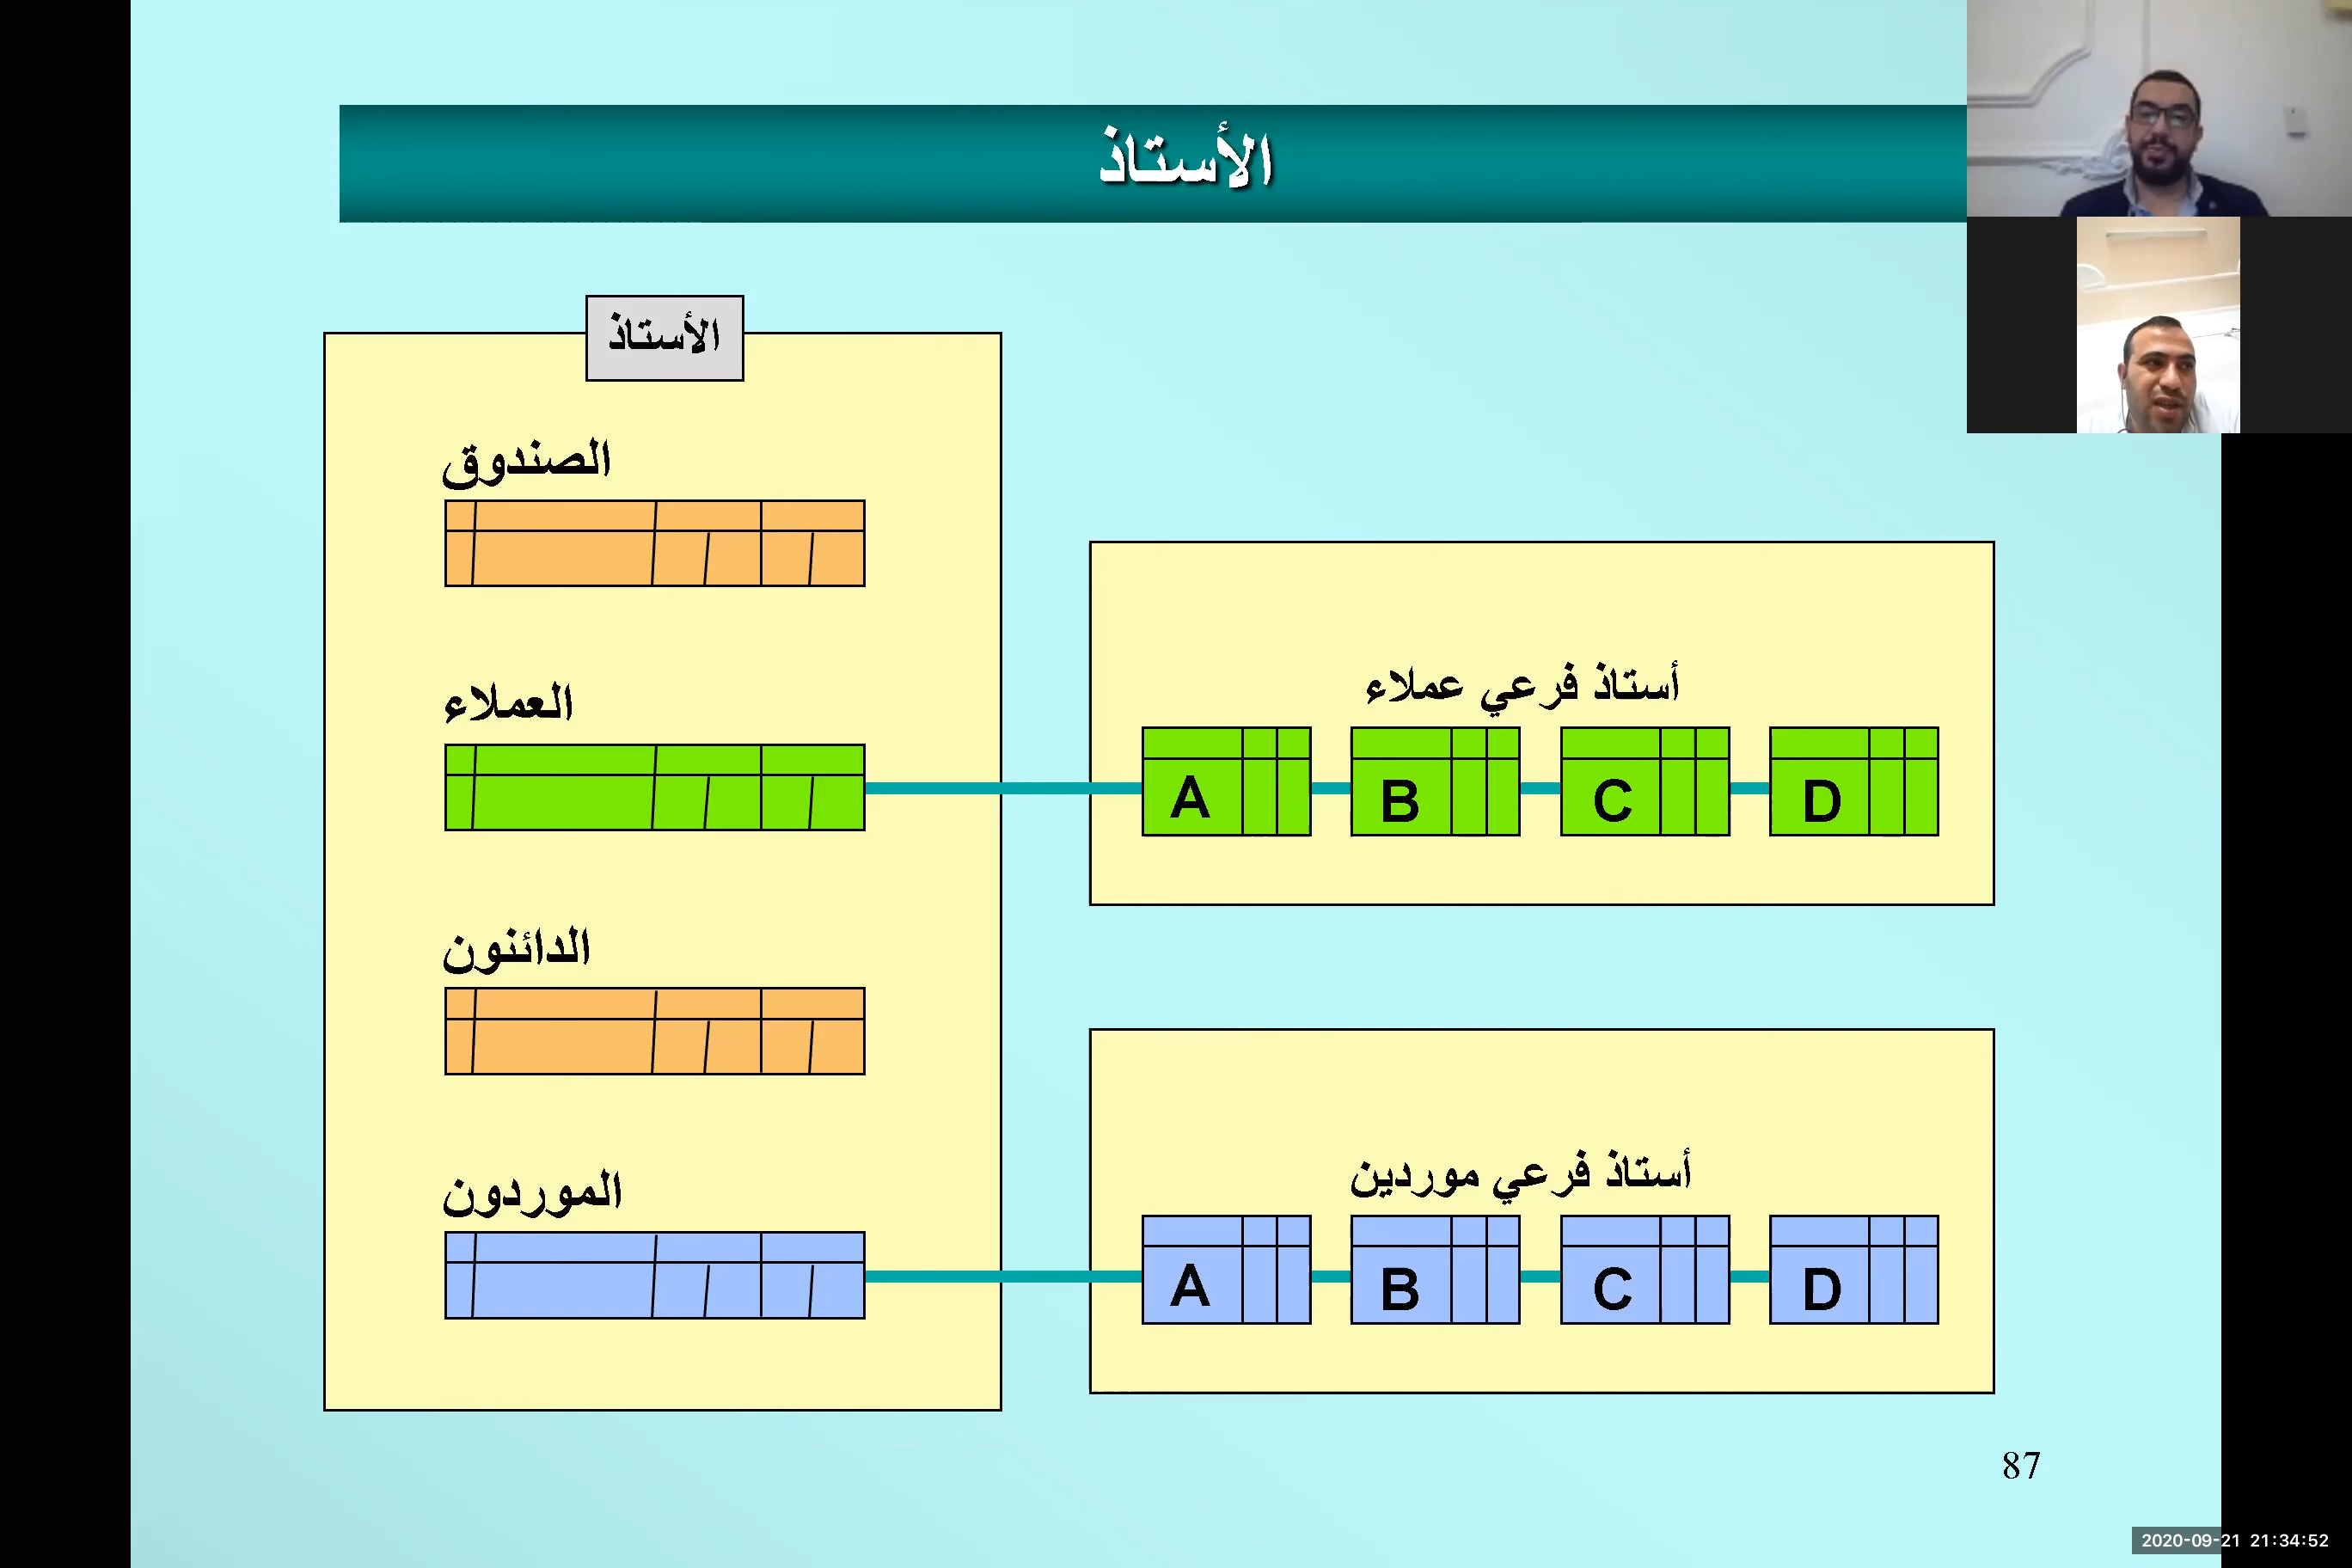 الأستاذ
الأستاذ
الصندوق
العملاء
أستاذ فرعي عملاء
A B C D
الدائنون
الموردون
أستاذ فرعي موردين
A B C D
87
2020-09-21 21:34:52